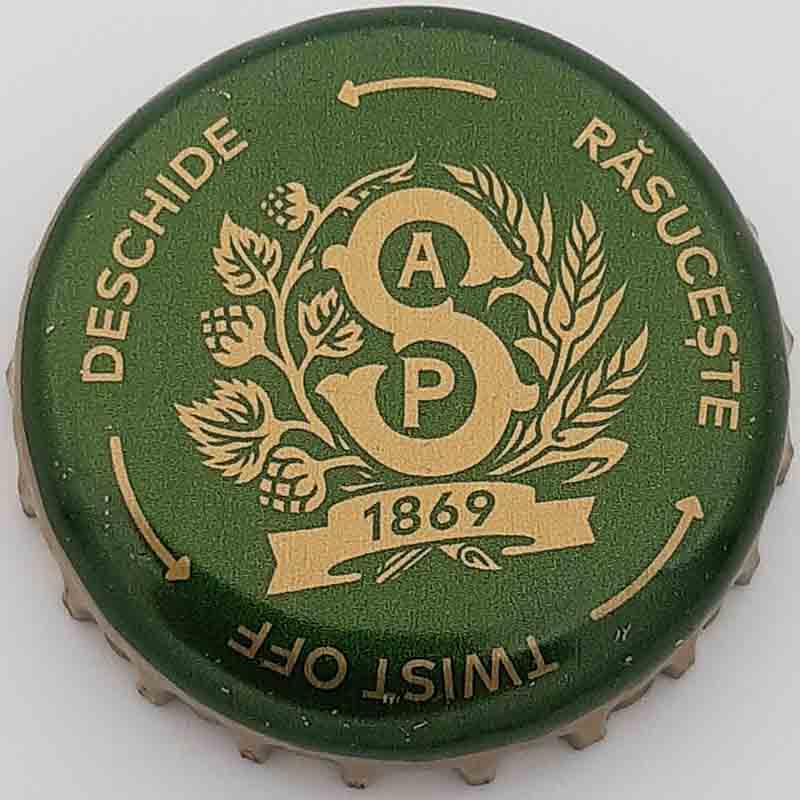 DESCHIDE
RĂSUCEȘTE
TWIST OFF
S
A
P
1869